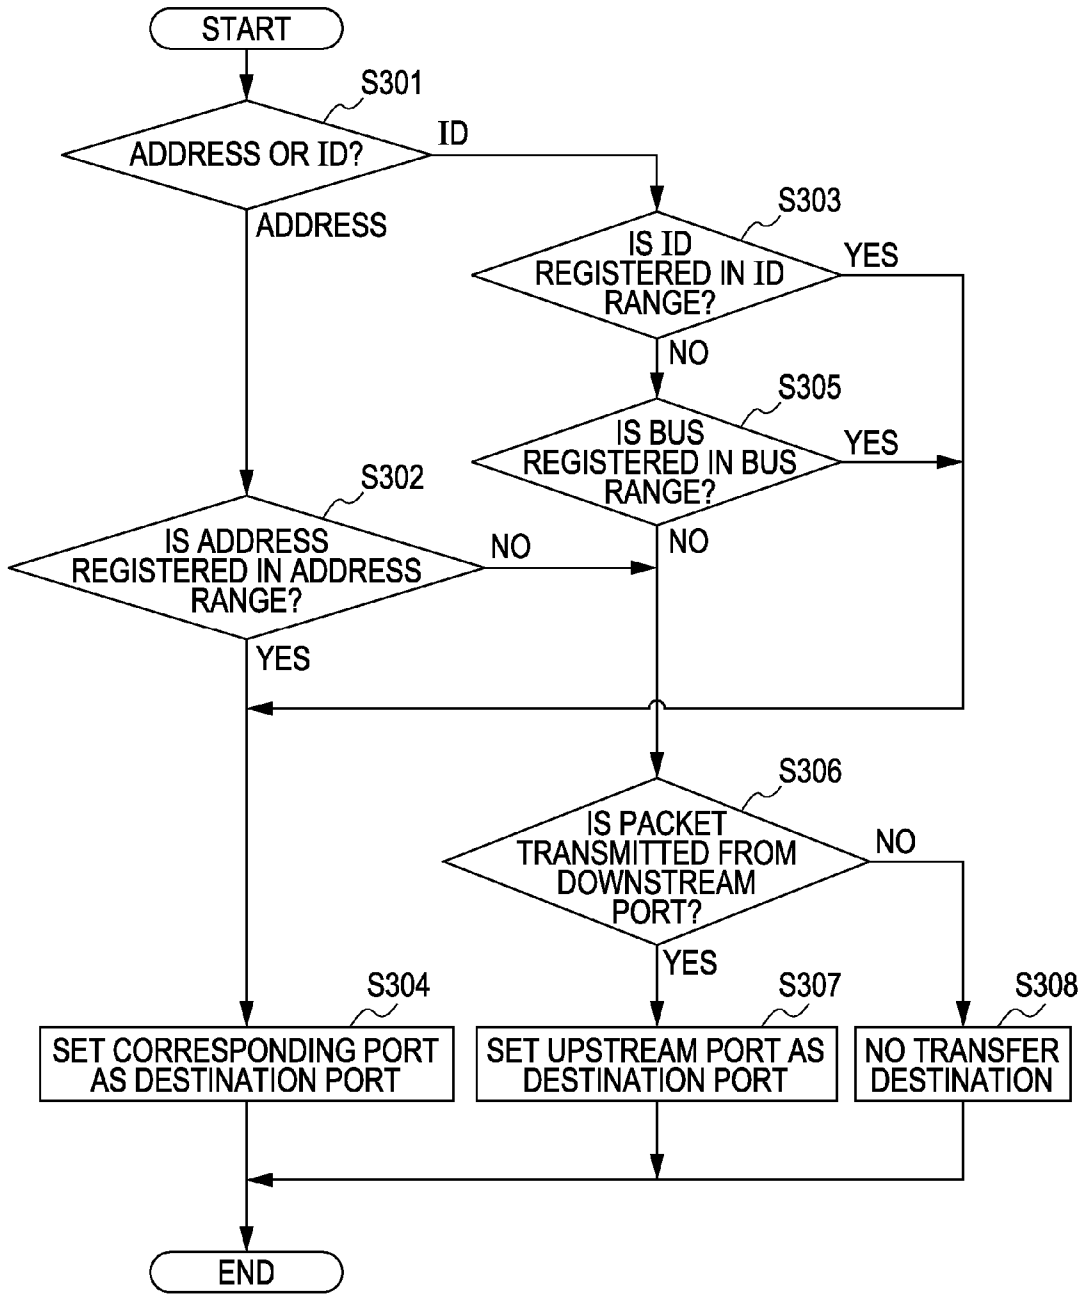 START
S301
ADDRESS OR ID?
ID
ADDRESS
S303
IS ID
REGISTERED IN ID
RANGE?
YES
NO
S305
IS BUS
REGISTERED IN BUS
RANGE?
YES
NO
S302
IS ADDRESS
REGISTERED IN ADDRESS
RANGE?
NO
YES
S306
IS PACKET
TRANSMITTED FROM
DOWNSTREAM
PORT?
NO
YES
S304
SET CORRESPONDING PORT
AS DESTINATION PORT
S307
SET UPSTREAM PORT AS
DESTINATION PORT
S308
NO TRANSFER
DESTINATION
END